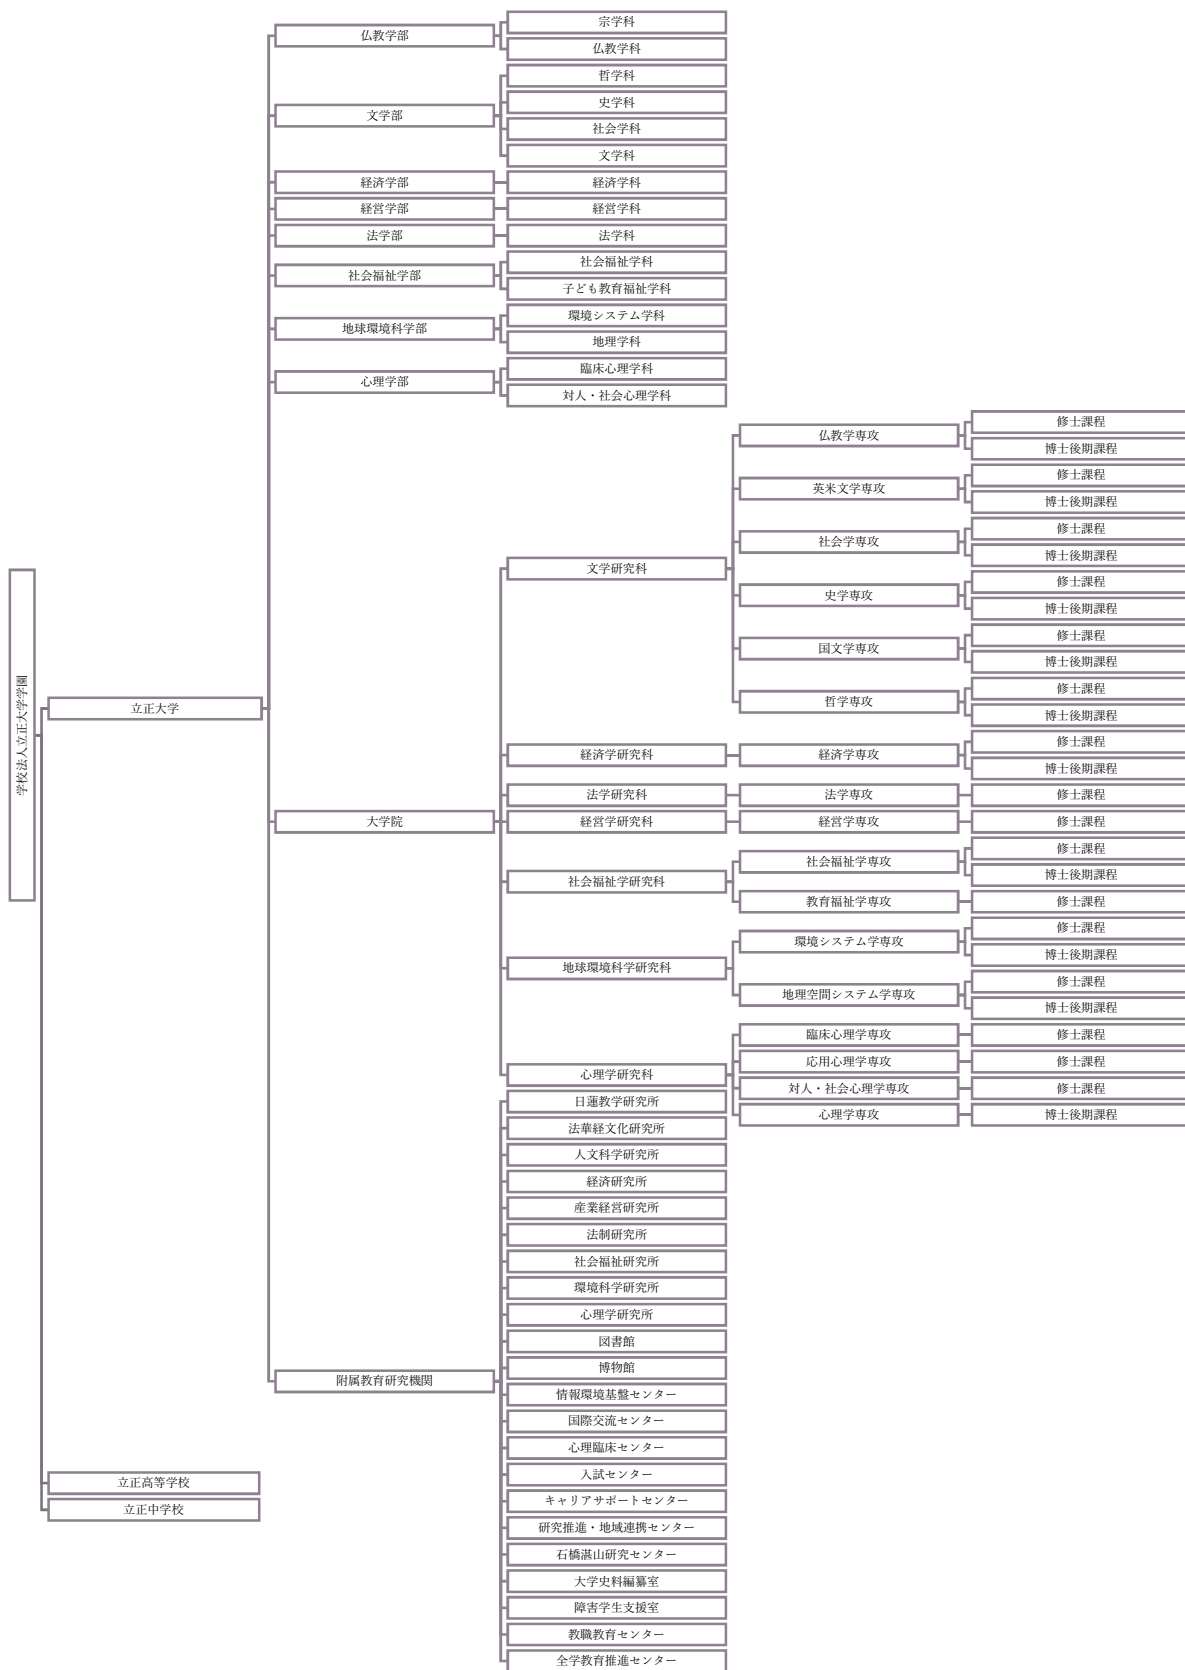 学校法人立正大学学園
立正大学
仏教学部
宗学科
仏教学科
文学部
哲学科
史学科
社会学科
文学科
経済学部
経済学科
経営学部
経営学科
法学部
法学科
社会福祉学部
社会福祉学科
子ども教育福祉学科
地球環境科学部
環境システム学科
地理学科
心理学部
臨床心理学科
対人・社会心理学科
大学院
文学研究科
仏教学専攻
修士課程
博士後期課程
英米文学専攻
修士課程
博士後期課程
社会学専攻
修士課程
博士後期課程
史学専攻
修士課程
博士後期課程
国文学専攻
修士課程
博士後期課程
哲学専攻
修士課程
博士後期課程
経済学研究科
経済学専攻
修士課程
博士後期課程
法学研究科
法学専攻
修士課程
経営学研究科
経営学専攻
修士課程
社会福祉学研究科
社会福祉学専攻
修士課程
博士後期課程
教育福祉学専攻
修士課程
地球環境科学研究科
環境システム学専攻
修士課程
博士後期課程
地理空間システム学専攻
修士課程
博士後期課程
心理学研究科
臨床心理学専攻
修士課程
応用心理学専攻
修士課程
対人・社会心理学専攻
修士課程
心理学専攻
博士後期課程
附属教育研究機関
日蓮教学研究所
法華経文化研究所
人文科学研究所
経済研究所
産業経営研究所
法制研究所
社会福祉研究所
環境科学研究所
心理学研究所
図書館
博物館
情報環境基盤センター
国際交流センター
心理臨床センター
入試センター
キャリアサポートセンター
研究推進・地域連携センター
石橋湛山研究センター
大学史料編纂室
障害学生支援室
教職教育センター
全学教育推進センター
立正高等学校
立正中学校